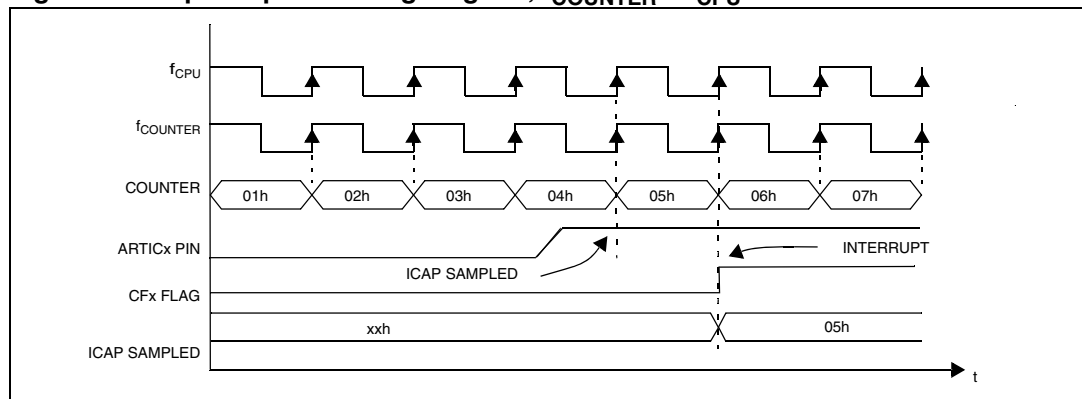 fCPU
fCOUNTER
COUNTER
01h 02h 03h 04h 05h 06h 07h
ARTICx PIN
ICAP SAMPLED
INTERRUPT
CFx FLAG
xxh 05h
ICAP SAMPLED
t